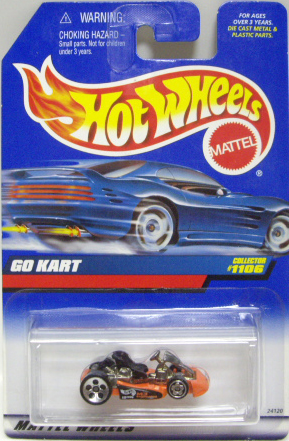 WARNING:
CHOKING HAZARD –
Small parts. Not for children
under 3 years.
FOR AGES
OVER 3 YEARS.
DIE CAST METAL &
PLASTIC PARTS.
HOT WHEELS
MATTEL
®
GO KART
COLLECTOR
#1106
24120
MATTEL WHEELS